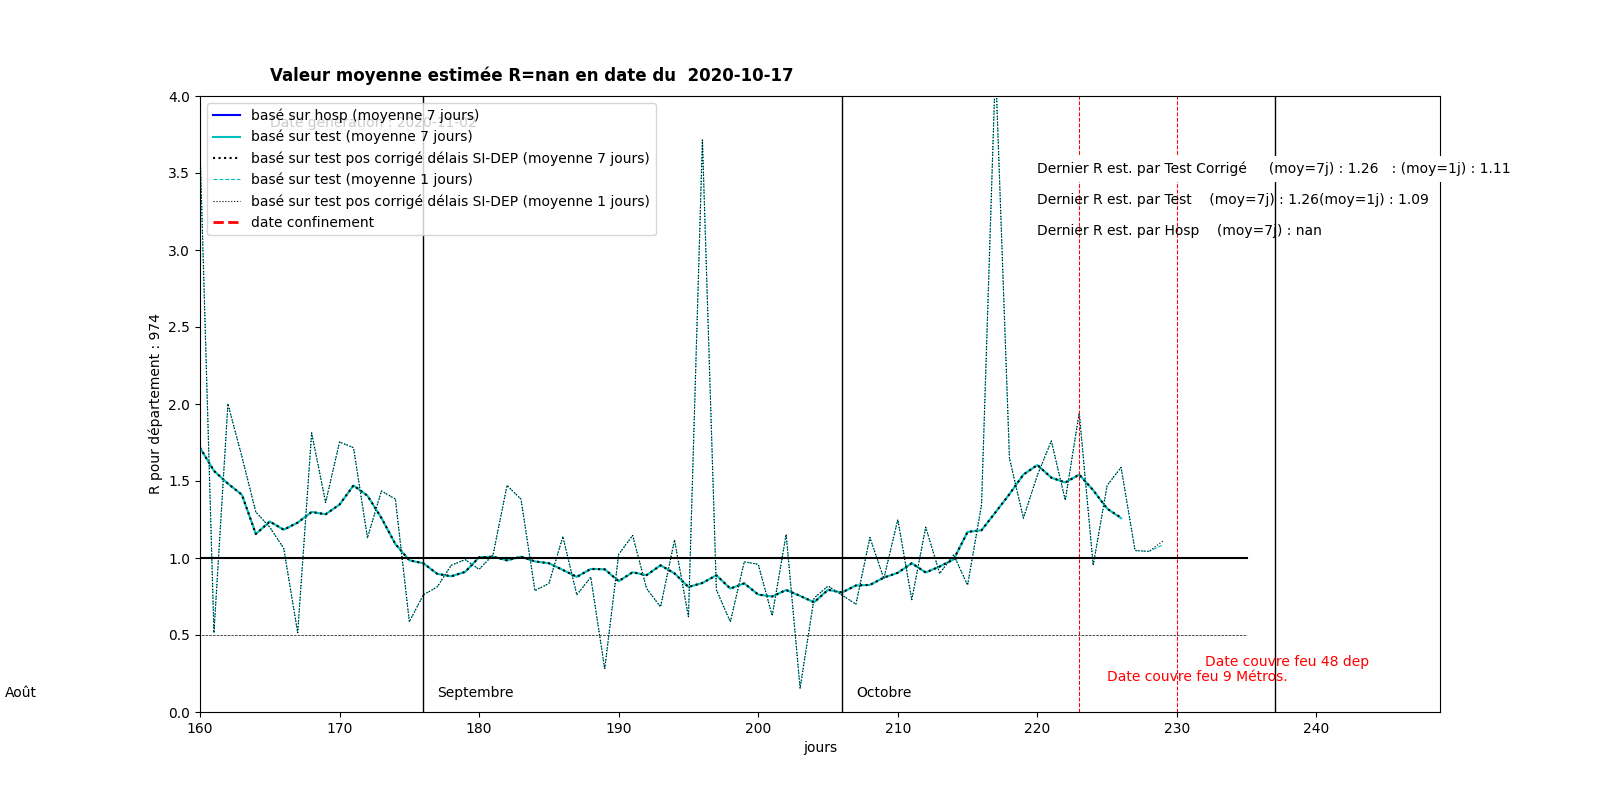 Valeur moyenne estimée R=nan en date du  2020-10-17
Date génération : 2020-11-02
basé sur hosp (moyenne 7 jours)
basé sur test (moyenne 7 jours)
basé sur test pos corrigé délais SI-DEP (moyenne 7 jours)
basé sur test (moyenne 1 jours)
basé sur test pos corrigé délais SI-DEP (moyenne 1 jours)
date confinement
Dernier R est. par Test Corrigé     (moy=7j) : 1.26   : (moy=1j) : 1.11
Dernier R est. par Test    (moy=7j) : 1.26(moy=1j) : 1.09
Dernier R est. par Hosp    (moy=7j) : nan
4.0
3.5
3.0
2.5
2.0
1.5
1.0
0.5
0.0
R pour département : 974
Date couvre feu 48 dep
Date couvre feu 9 Métros.
Août
Septembre
Octobre
160 170 180 190 200 210 220 230 240
jours